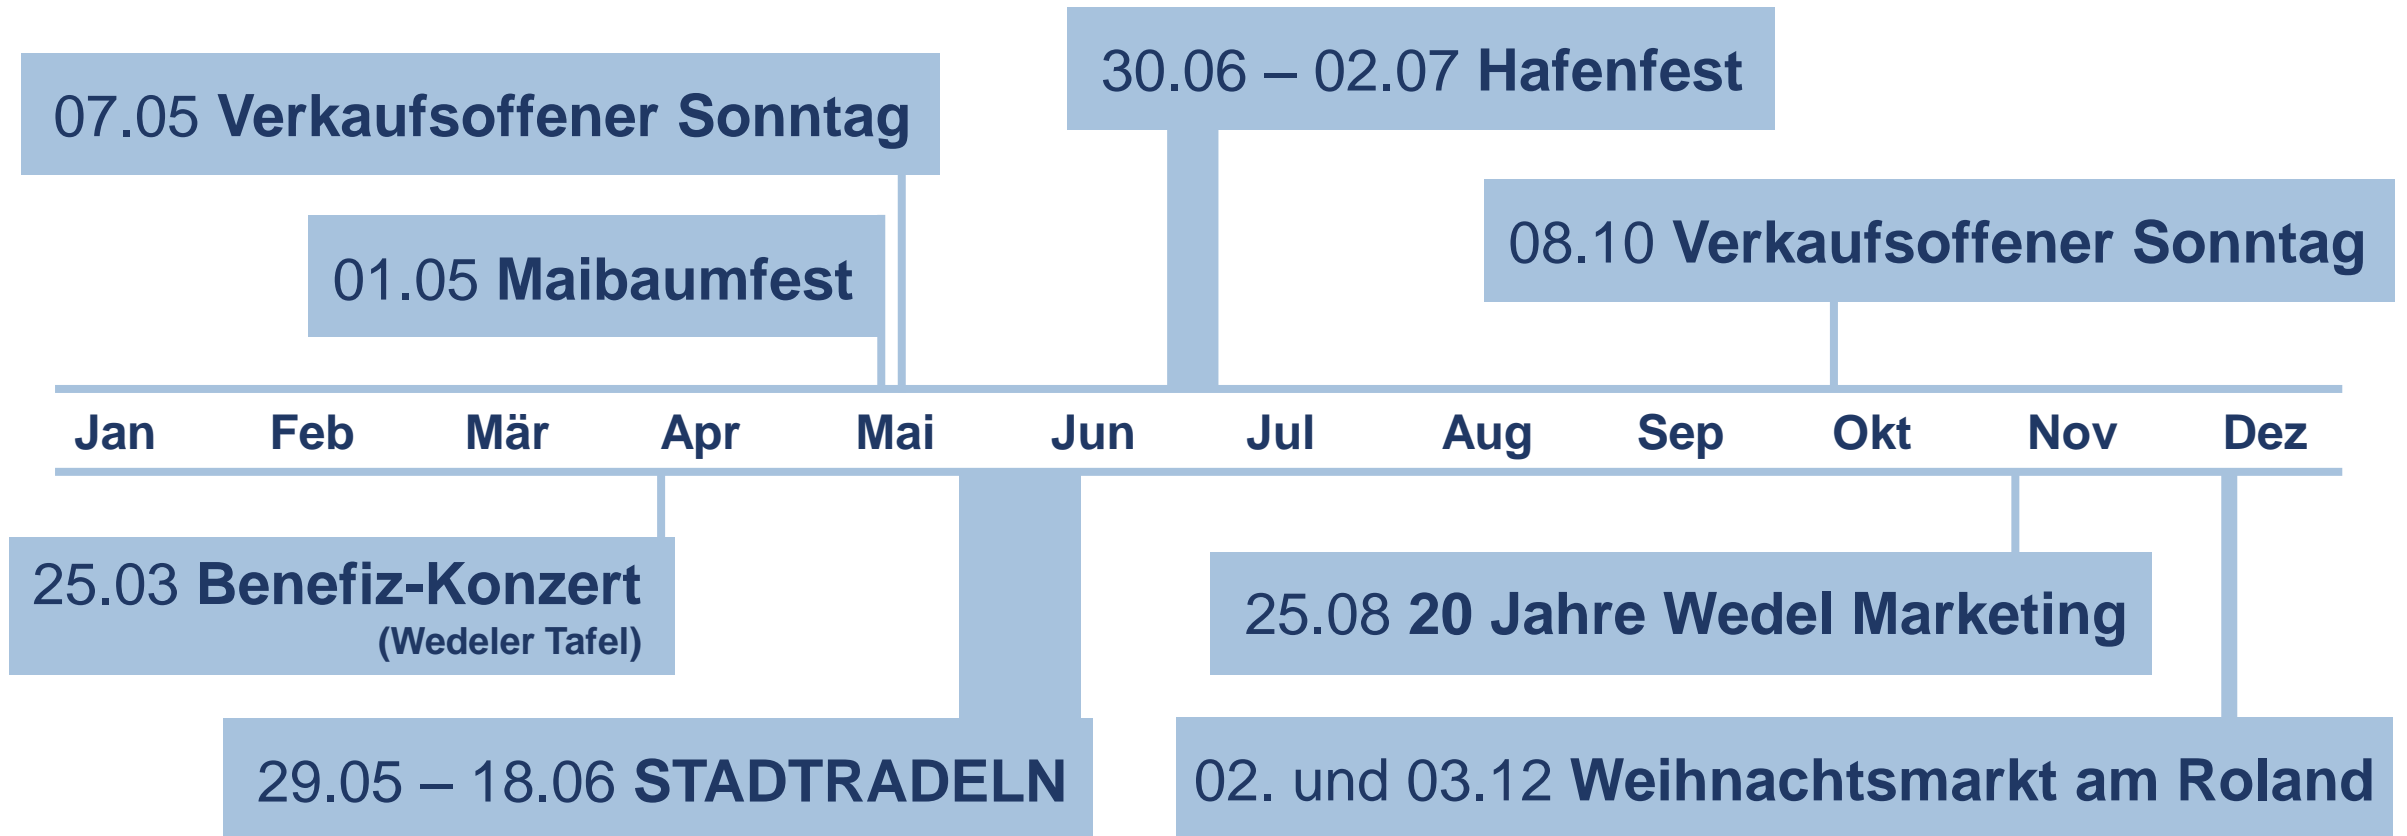 30.06 – 02.07 Hafenfest
07.05 Verkaufsoffener Sonntag
08.10 Verkaufsoffener Sonntag
01.05 Maibaumfest
Jan Feb Mär Apr Mai Jun Jul Aug Sep Okt Nov Dez
25.03 Benefiz-Konzert
(Wedeler Tafel)
25.08 20 Jahre Wedel Marketing
29.05 – 18.06 STADTRADELN
02. und 03.12 Weihnachtsmarkt am Roland